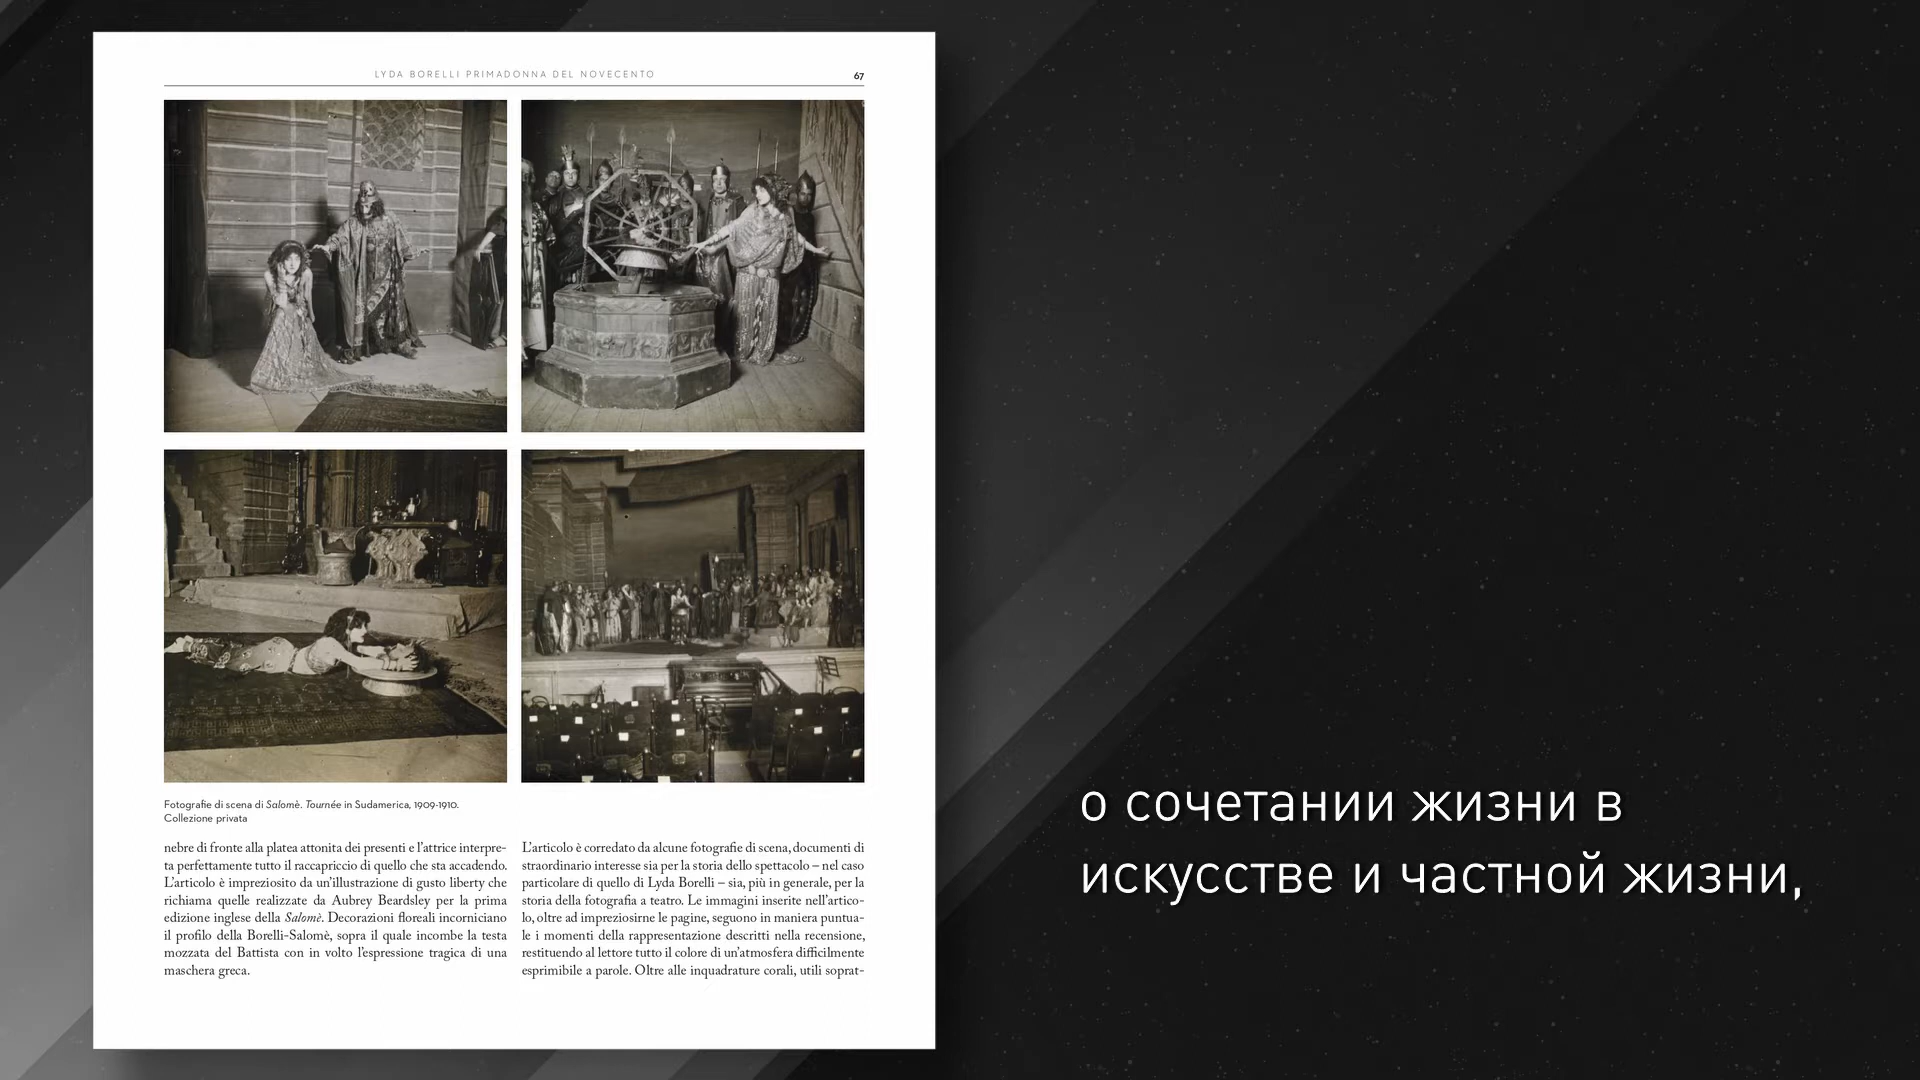 LYDA BORELLI PRIMADONNA DEL NOVECENTO
67
Fotografie di scena di Salomè. Tournée in Sudamerica, 1909-1910.
Collezione privata
nebre di fronte alla platea attonita dei presenti e l'attrice interpre-
ta perfettamente tutto il raccapriccio di quello che sta accadendo.
L'articolo è impreziosito da un'illustrazione di gusto liberty che
richiama quelle realizzate da Aubrey Beardsley per la prima
edizione inglese della Salomè. Decorazioni floreali incorniciano
il profilo della Borelli-Salomè, sopra il quale incombe la testa
mozzata del Battista con in volto l'espressione tragica di una
maschera greca.
L'articolo è corredato da alcune fotografie di scena, documenti di
straordinario interesse sia per la storia dello spettacolo – nel caso
particolare di quello di Lyda Borelli – sia, più in generale, per la
storia della fotografia a teatro. Le immagini inserite nell'artico-
lo, oltre ad impreziosirne le pagine, seguono in maniera puntua-
le i momenti della rappresentazione descritti nella recensione,
restituendo al lettore tutto il colore di un'atmosfera difficilmente
esprimibile a parole. Oltre alle inquadrature corali, utili soprat-
о сочетании жизни в
искусстве и частной жизни,